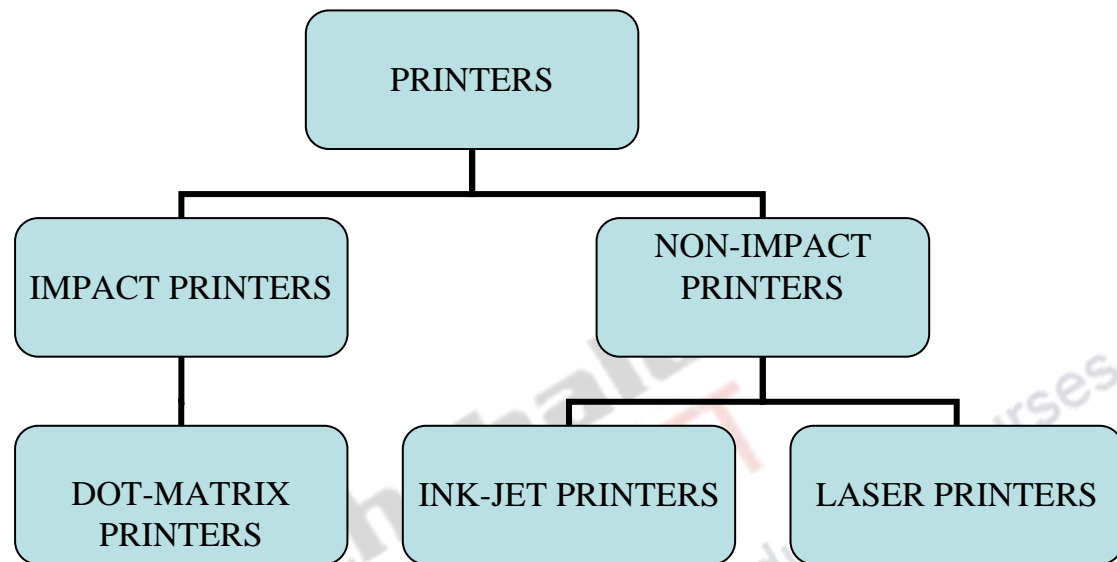 PRINTERS
IMPACT PRINTERS
NON-IMPACT
PRINTERS
DOT-MATRIX
PRINTERS
INK-JET PRINTERS
LASER PRINTERS